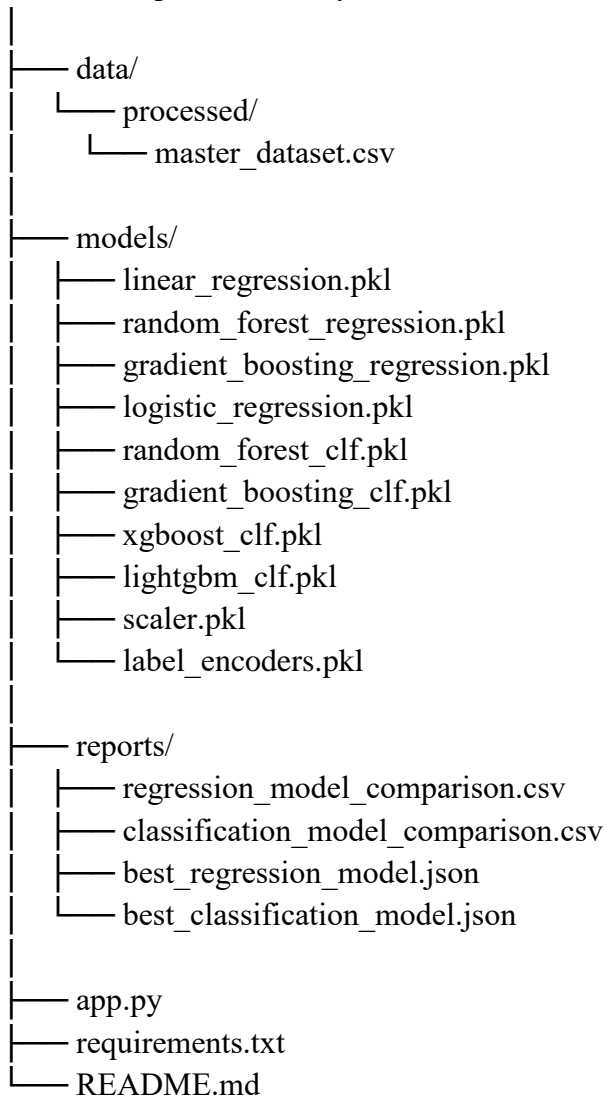 data/
processed/
master_dataset.csv
models/
linear_regression.pkl
random_forest_regression.pkl
gradient_boosting_regression.pkl
logistic_regression.pkl
random_forest_clf.pkl
gradient_boosting_clf.pkl
xgboost_clf.pkl
lightgbm_clf.pkl
scaler.pkl
label_encoders.pkl
reports/
regression_model_comparison.csv
classification_model_comparison.csv
best_regression_model.json
best_classification_model.json
app.py
requirements.txt
README.md